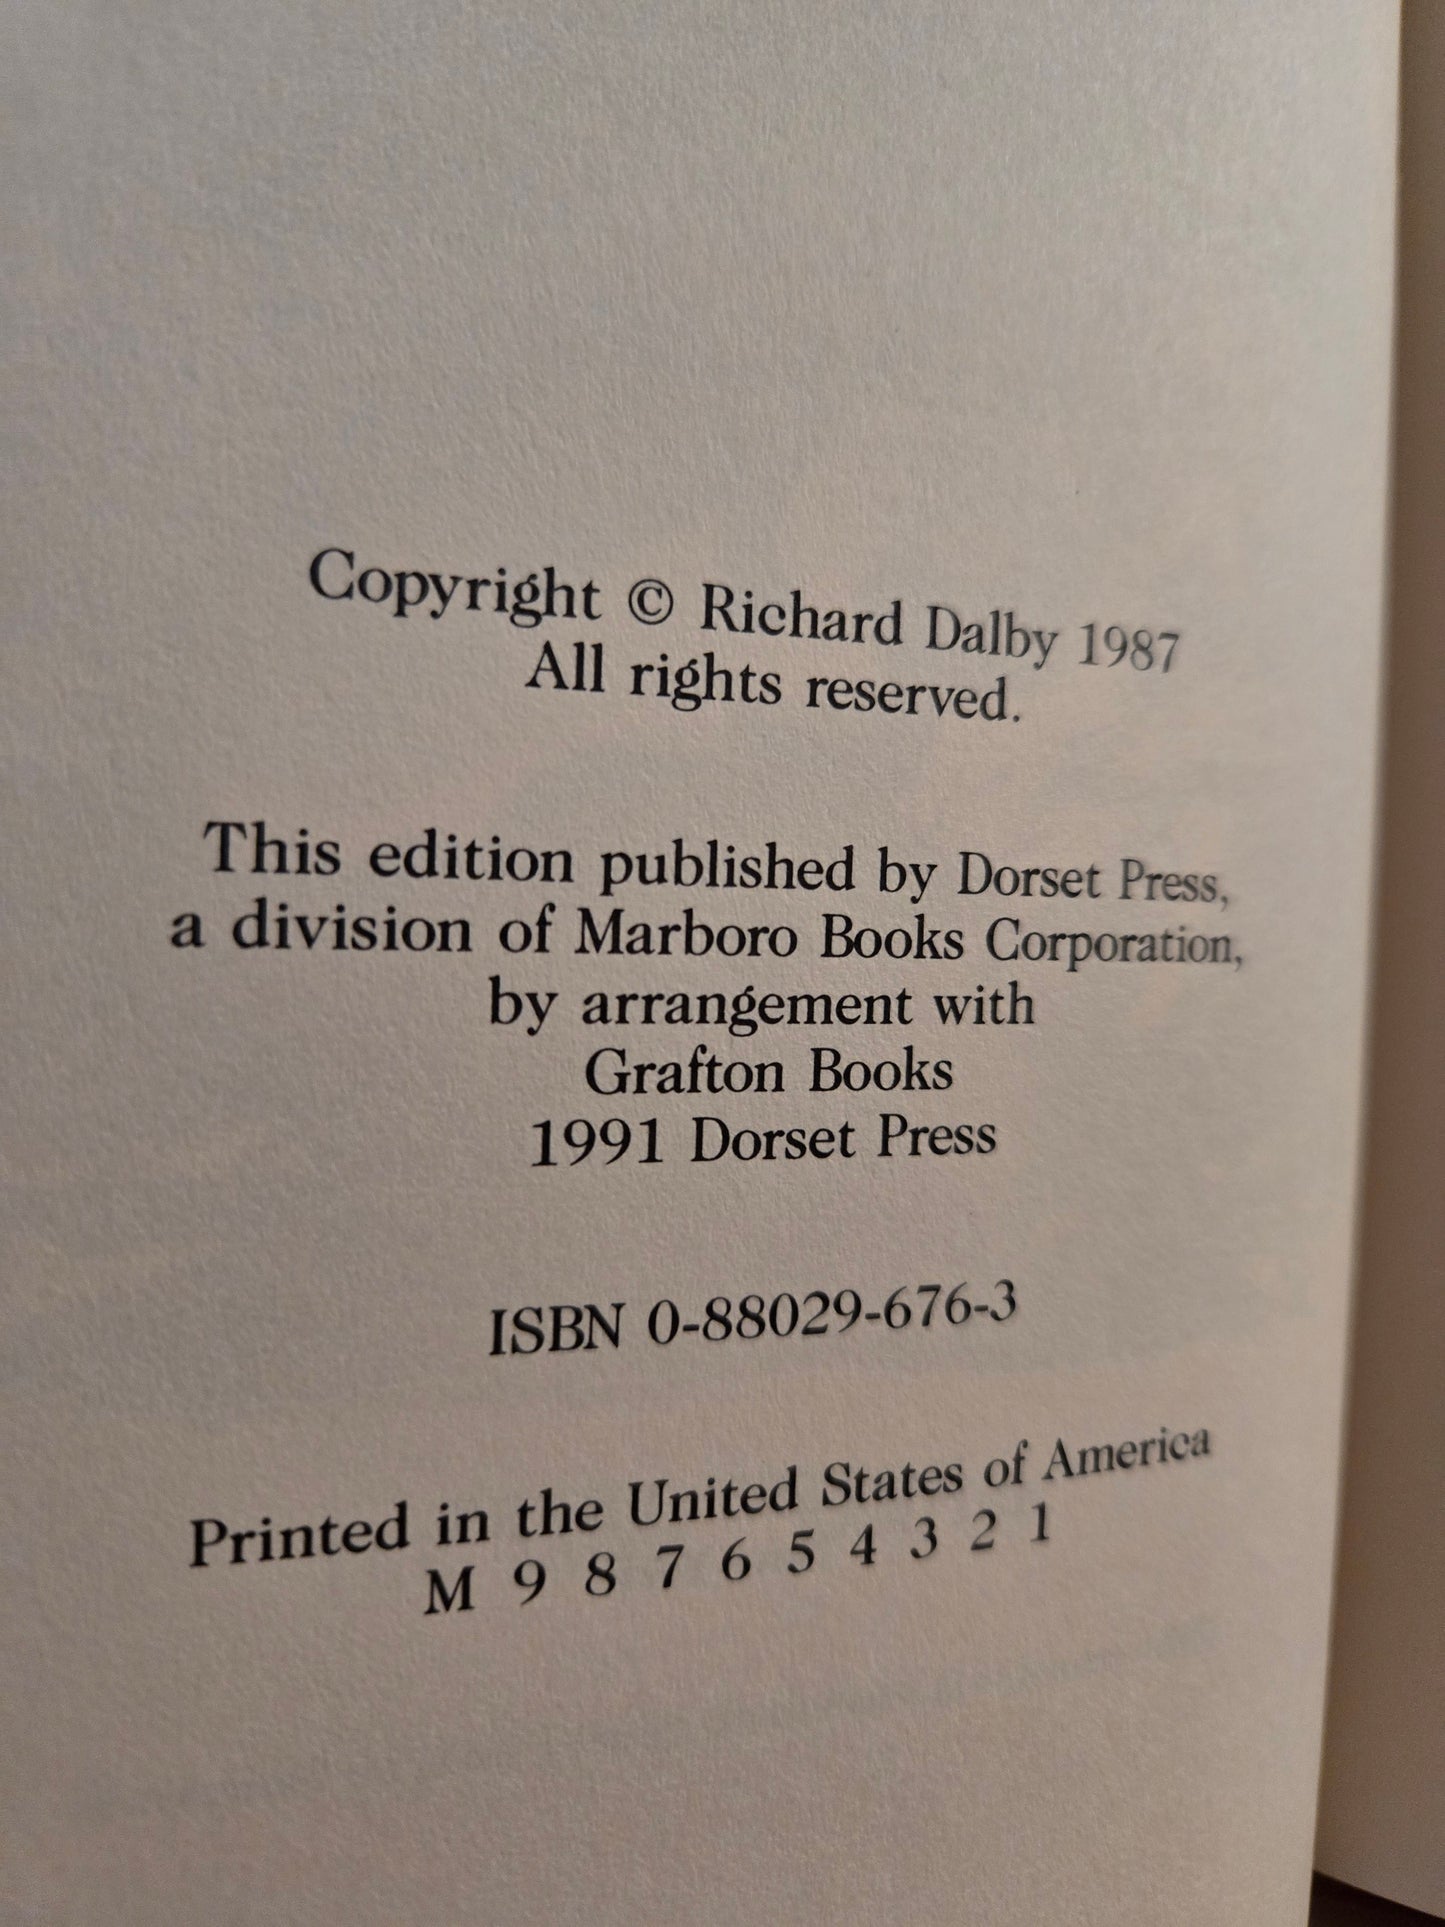 Copyright © Richard Dalby 1987
All rights reserved.
This edition published by Dorset Press,
a division of Marboro Books Corporation,
by arrangement with
Grafton Books
1991 Dorset Press
ISBN 0-88029-676-3
Printed in the United States of America
M 9 8 7 6 5 4 3 2 1